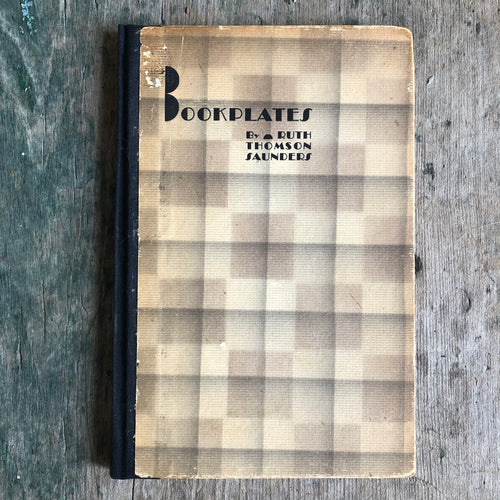 BOOKPLATES
By RUTH
THOMSON
SAUNDERS